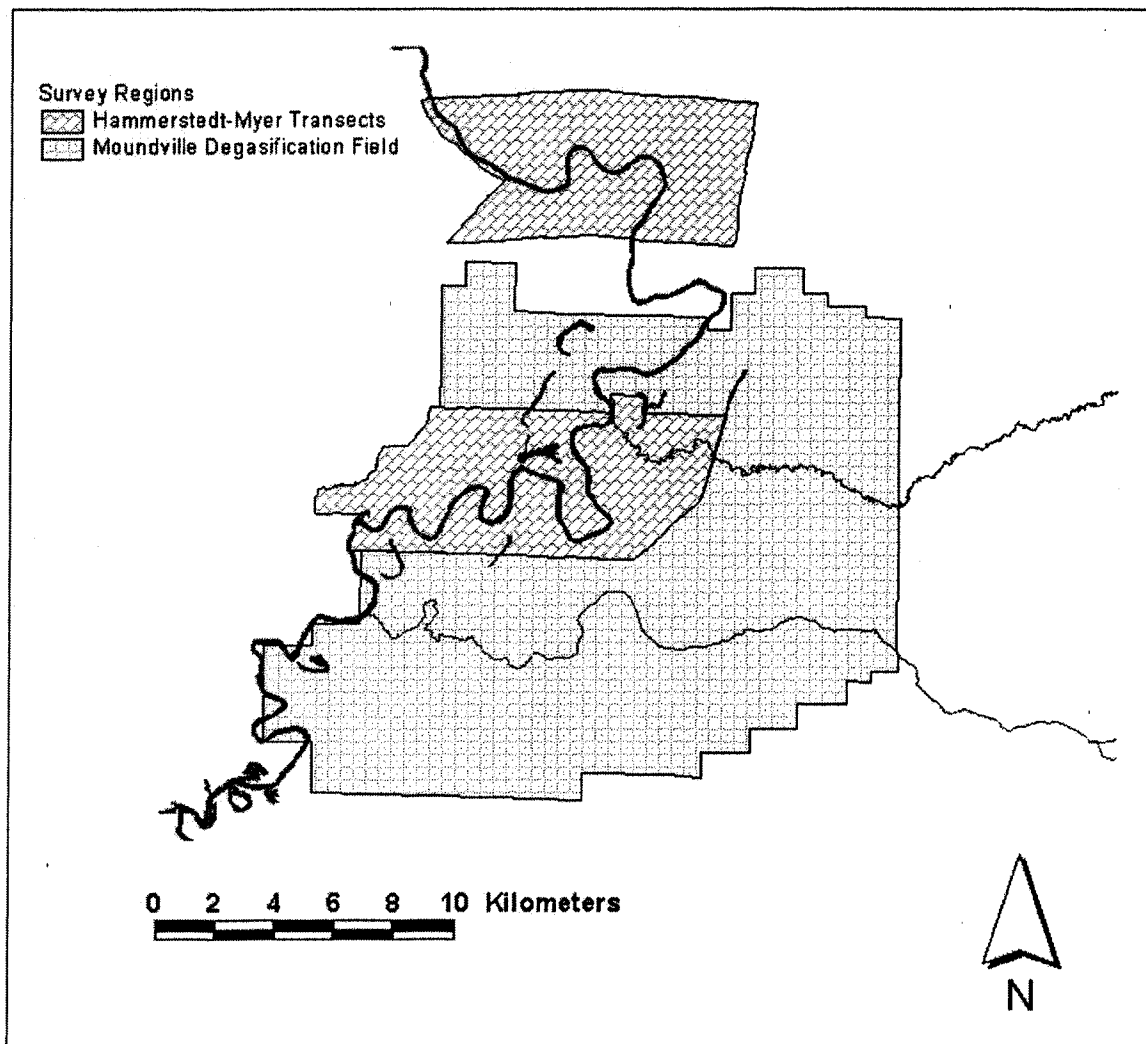 Survey Regions
Hammerstedt-Myer Transects
Moundville Degasification Field
0 2 4 6 8 10 Kilometers
N